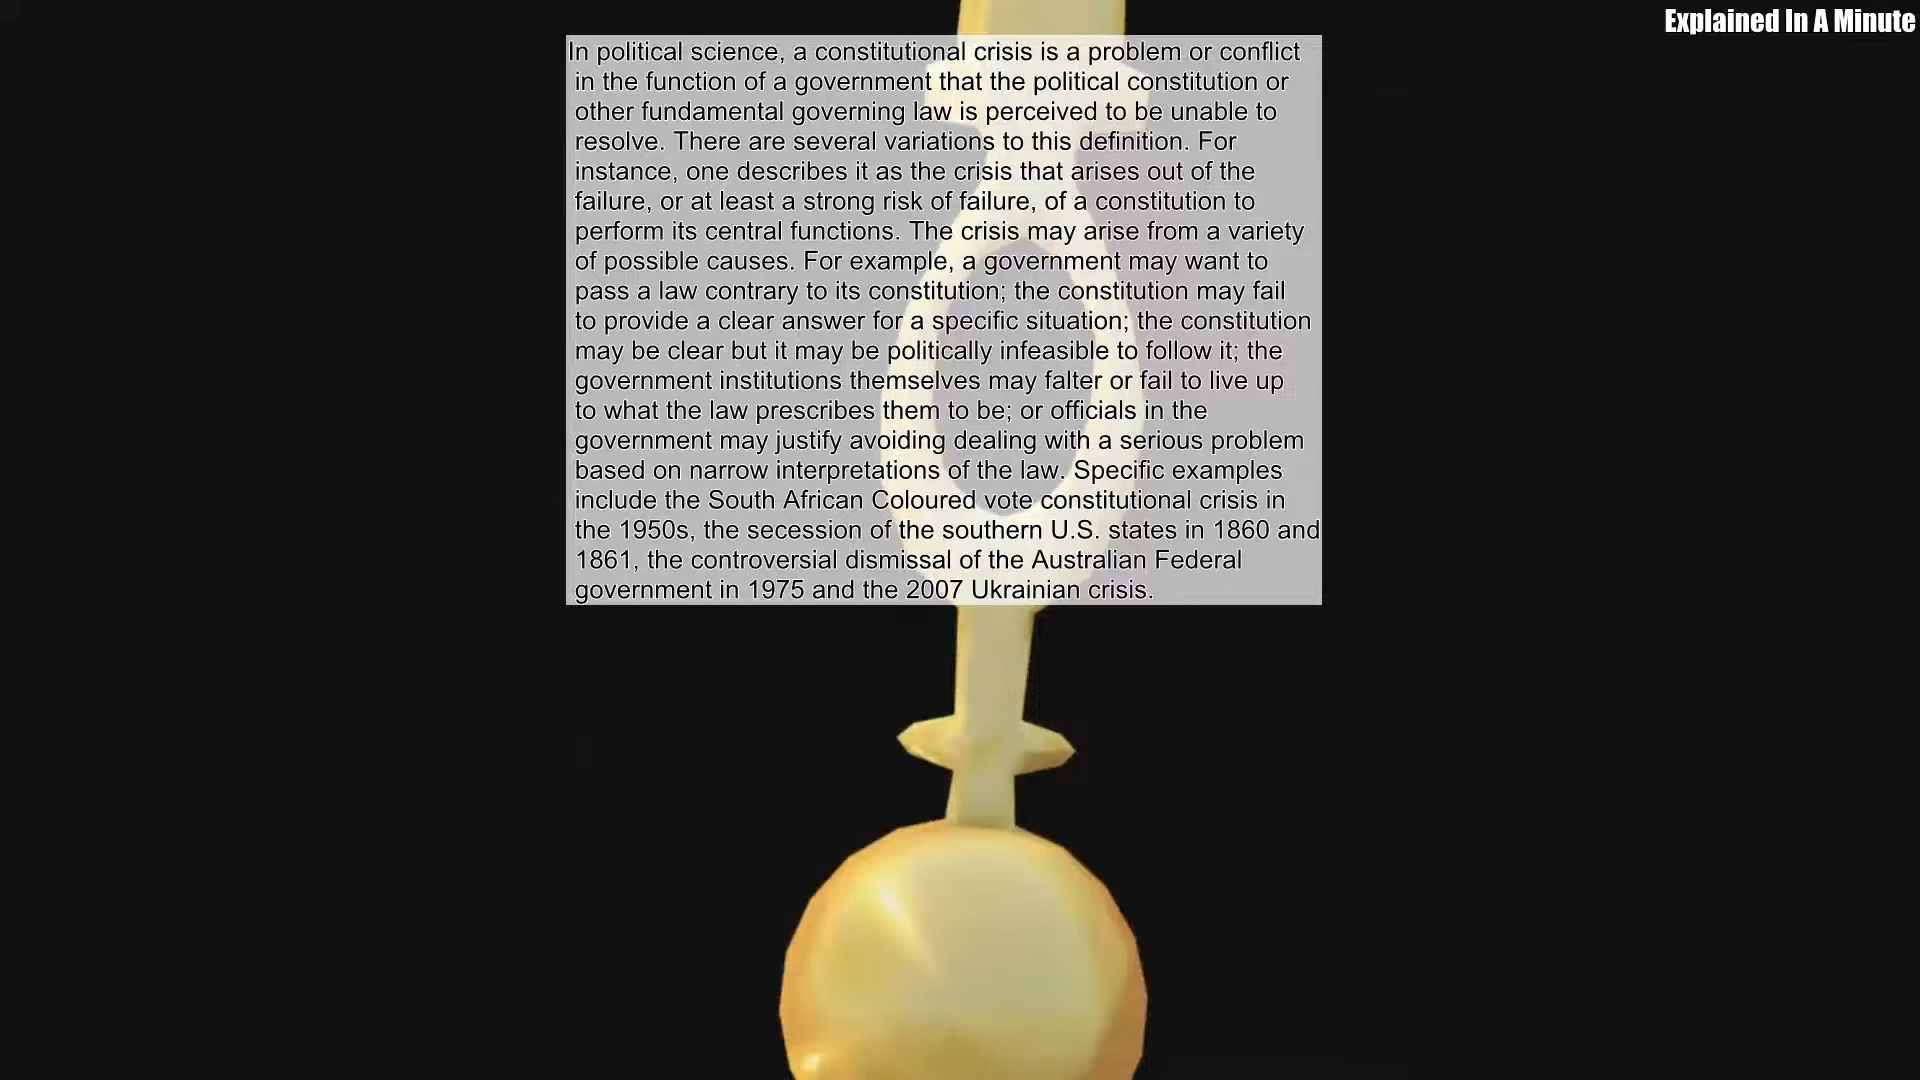 Explained In A Minute
In political science, a constitutional crisis is a problem or conflict
in the function of a government that the political constitution or
other fundamental governing law is perceived to be unable to
resolve. There are several variations to this definition. For
instance, one describes it as the crisis that arises out of the
failure, or at least a strong risk of failure, of a constitution to
perform its central functions. The crisis may arise from a variety
of possible causes. For example, a government may want to
pass a law contrary to its constitution; the constitution may fail
to provide a clear answer for a specific situation; the constitution
may be clear but it may be politically infeasible to follow it; the
government institutions themselves may falter or fail to live up
to what the law prescribes them to be; or officials in the
government may justify avoiding dealing with a serious problem
based on narrow interpretations of the law. Specific examples
include the South African Coloured vote constitutional crisis in
the 1950s, the secession of the southern U.S. states in 1860 and
1861, the controversial dismissal of the Australian Federal
government in 1975 and the 2007 Ukrainian crisis.